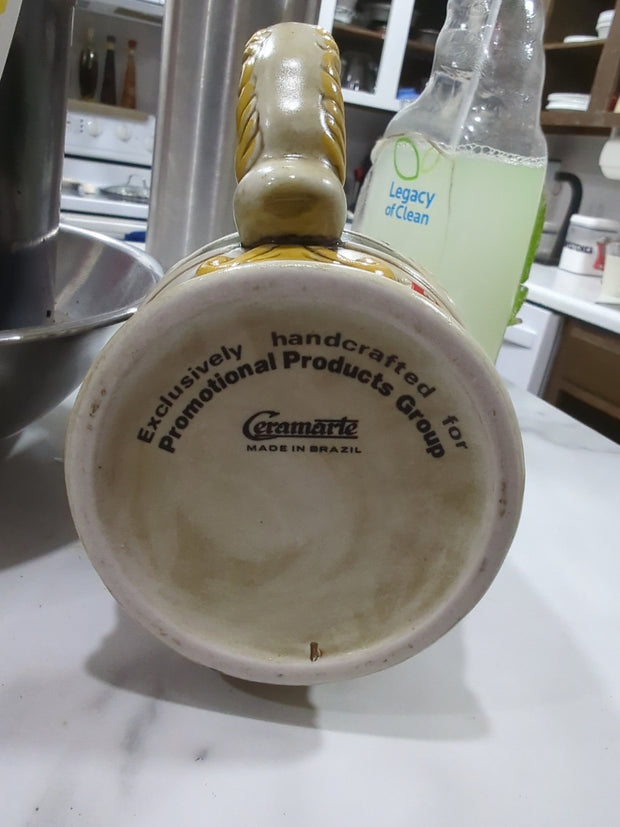 Exclusively handcrafted for
Promotional Products Group
Ceramarte
MADE IN BRAZIL
Legacy
of Clean